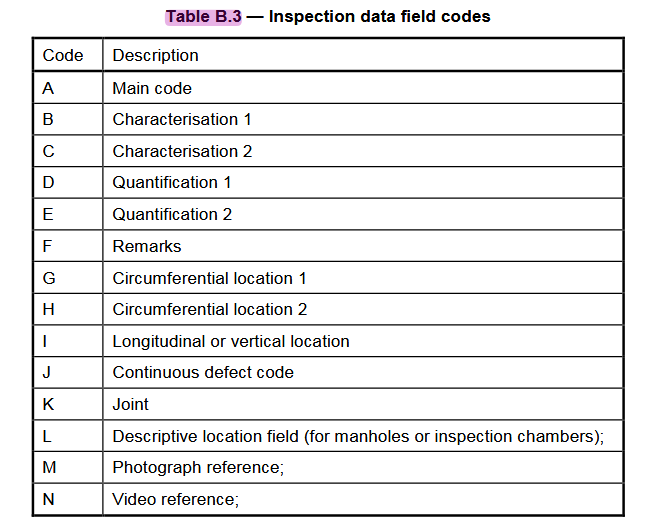 Table B.3 — Inspection data field codes
Code Description
A Main code
B Characterisation 1
C Characterisation 2
D Quantification 1
E Quantification 2
F Remarks
G Circumferential location 1
H Circumferential location 2
I Longitudinal or vertical location
J Continuous defect code
K Joint
L Descriptive location field (for manholes or inspection chambers);
M Photograph reference;
N Video reference;